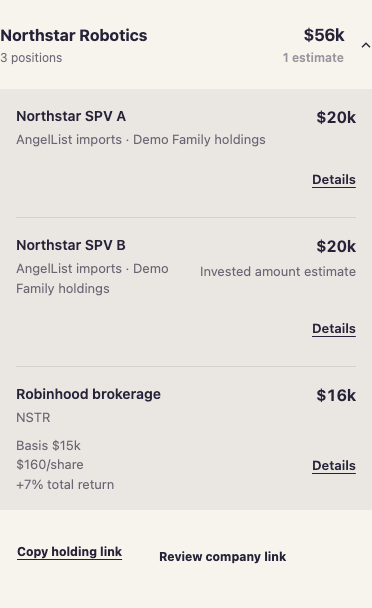 Northstar Robotics
$56k
3 positions
1 estimate
Northstar SPV A
$20k
AngelList imports · Demo Family holdings
Details
Northstar SPV B
$20k
AngelList imports · Demo
Family holdings
Invested amount estimate
Details
Robinhood brokerage
$16k
NSTR
Basis $15k
$160/share
+7% total return
Details
Copy holding link
Review company link